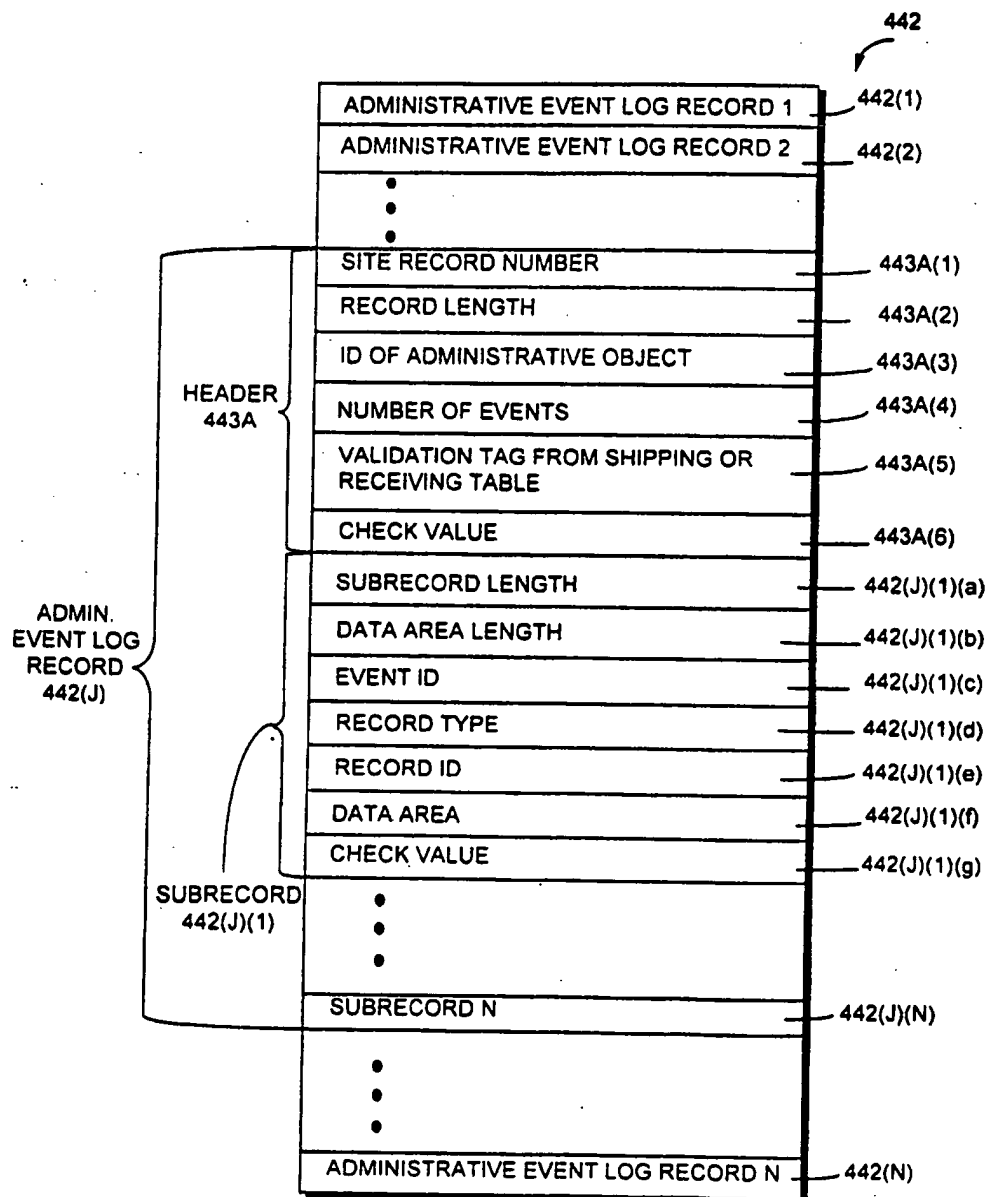 442
ADMINISTRATIVE EVENT LOG RECORD 1 442(1)
ADMINISTRATIVE EVENT LOG RECORD 2 442(2)
SITE RECORD NUMBER 443A(1)
RECORD LENGTH 443A(2)
ID OF ADMINISTRATIVE OBJECT 443A(3)
HEADER
443A
NUMBER OF EVENTS 443A(4)
VALIDATION TAG FROM SHIPPING OR
RECEIVING TABLE 443A(5)
CHECK VALUE 443A(6)
SUBRECORD LENGTH 442(J)(1)(a)
ADMIN.
EVENT LOG
RECORD
442(J)
DATA AREA LENGTH 442(J)(1)(b)
EVENT ID 442(J)(1)(c)
RECORD TYPE 442(J)(1)(d)
RECORD ID 442(J)(1)(e)
DATA AREA 442(J)(1)(f)
CHECK VALUE 442(J)(1)(g)
SUBRECORD
442(J)(1)
SUBRECORD N 442(J)(N)
ADMINISTRATIVE EVENT LOG RECORD N 442(N)